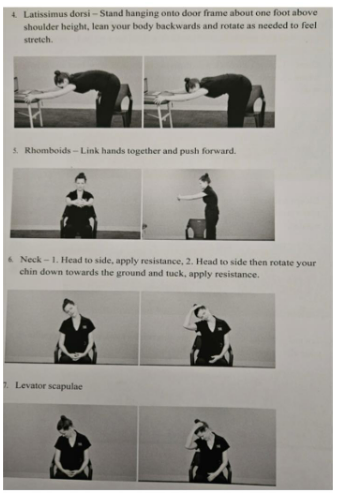 4. Latissimus dorsi – Stand hanging onto door frame about one foot above
shoulder height, lean your body backwards and rotate as needed to feel
stretch.
5. Rhomboids – Link hands together and push forward.
6. Neck – 1. Head to side, apply resistance, 2. Head to side then rotate your
chin down towards the ground and tuck, apply resistance.
7. Levator scapulae